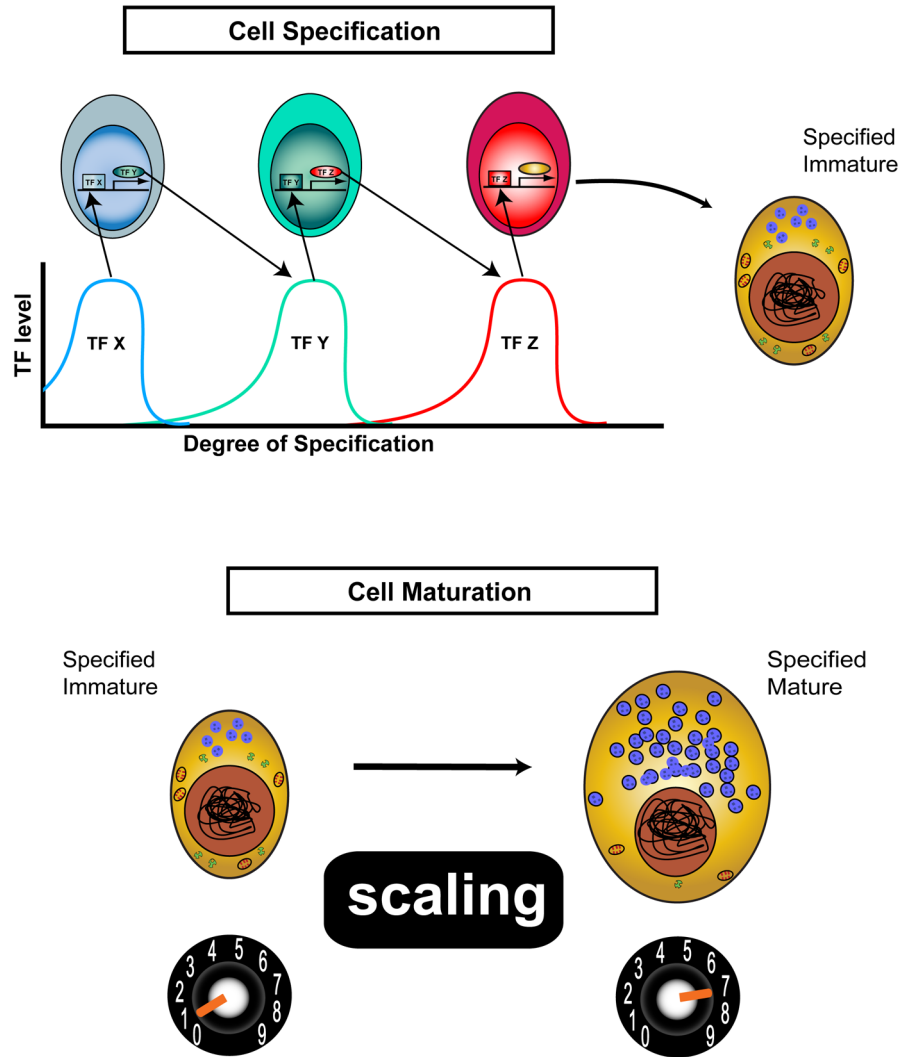 Cell Specification
Specified
Immature
TF X
TF Y
TF Y
TF Z
TF Z
TF level
TF X
TF Y
TF Z
Degree of Specification
Cell Maturation
Specified
Immature
Specified
Mature
scaling
0 1 2 3 4 5 6 7 8 9
0 1 2 3 4 5 6 7 8 9